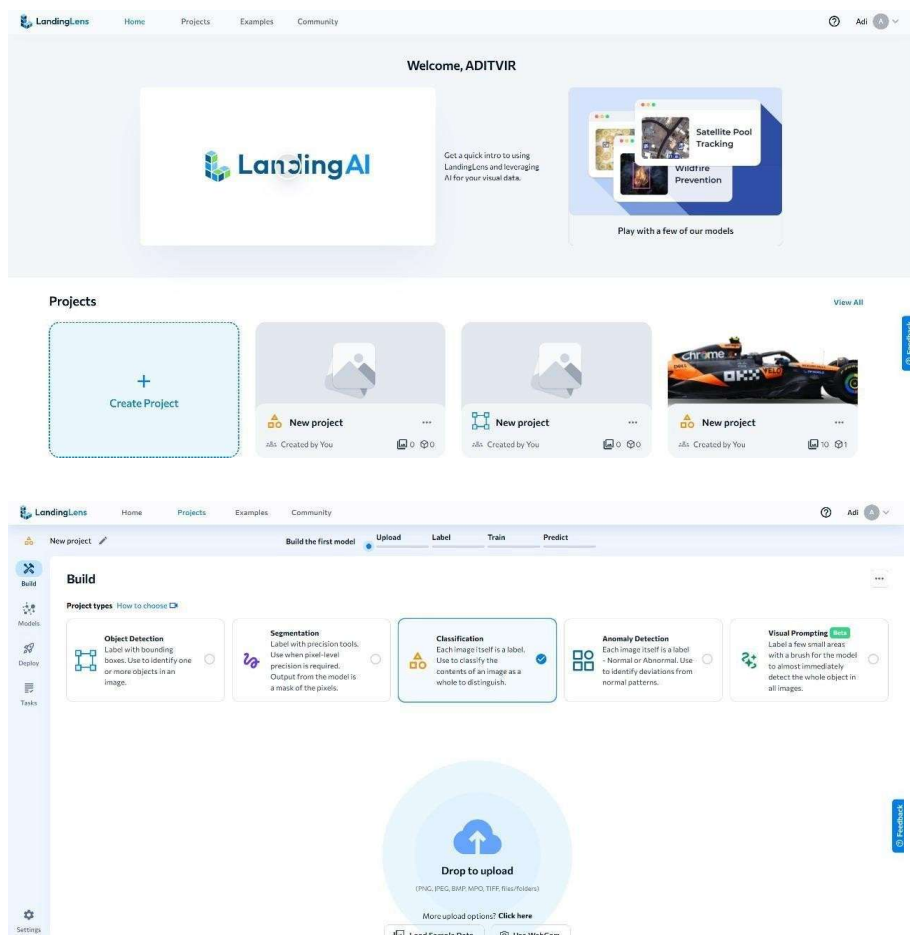 LandingLens Home Projects Examples Community Adi A
Welcome, ADITVIR
LandingAI
Get a quick intro to using
LandingLens and leveraging
AI for your visual data.
Satellite Pool
Tracking
Wildfire
Prevention
Play with a few of our models
Projects View All
Feedback
+
Create Project
New project ...
Created by You 0 0
New project ...
Created by You 0 0
chrome
DELL
OKX VELO
New project ...
Created by You 10 1
LandingLens Home Projects Examples Community Adi A
New project Build the first model Upload Label Train Predict
Build
Models
Deploy
Tasks
Settings
Build ...
Project types How to choose
Object Detection
Label with bounding
boxes. Use to identify one
or more objects in an
image.
Segmentation
Label with precision tools.
Use when pixel-level
precision is required.
Output from the model is
a mask of the pixels.
Classification
Each image itself is a label.
Use to classify the
contents of an image as a
whole to distinguish.
Anomaly Detection
Each image itself is a label
- Normal or Abnormal. Use
to identify deviations from
normal patterns.
Visual Prompting Beta
Label a few small areas
with a brush for the model
to almost immediately
detect the whole object in
all images.
Feedback
Drop to upload
(PNG, JPEG, BMP, MPO, TIFF, files/folders)
More upload options? Click here
Load Sample Data Use WebCam